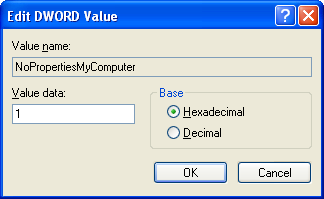 Edit DWORD Value
Value name:
NoPropertiesMyComputer
Value data:
1
Base
Hexadecimal
Decimal
OK
Cancel